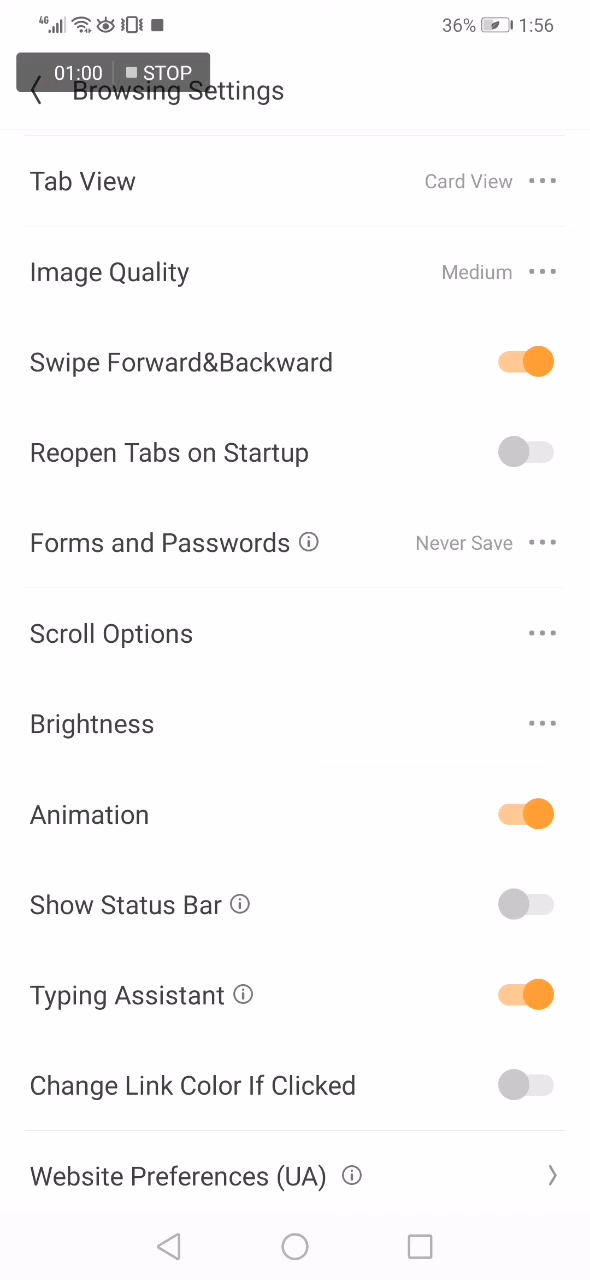 4G 36% 1:56
01:00 STOP
Browsing Settings
Tab View Card View
Image Quality Medium
Swipe Forward&Backward
Reopen Tabs on Startup
Forms and Passwords Never Save
Scroll Options
Brightness
Animation
Show Status Bar
Typing Assistant
Change Link Color If Clicked
Website Preferences (UA)